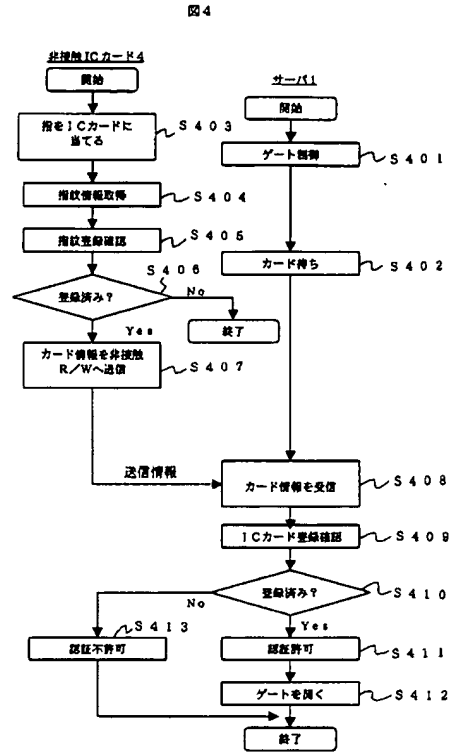 図4
非接触ICカード4
開始
指をICカードに
当てる
S403
指紋情報取得
S404
指紋登録確認
S405
登録済み?
S406
No
終了
Yes
カード情報を非接触
R/Wへ送信
S407
送信情報
サーバ1
開始
ゲート制御
S401
カード待ち
S402
カード情報を受信
S408
ICカード登録確認
S409
登録済み?
S410
No
Yes
認証不許可
S413
認証許可
S411
ゲートを開く
S412
終了